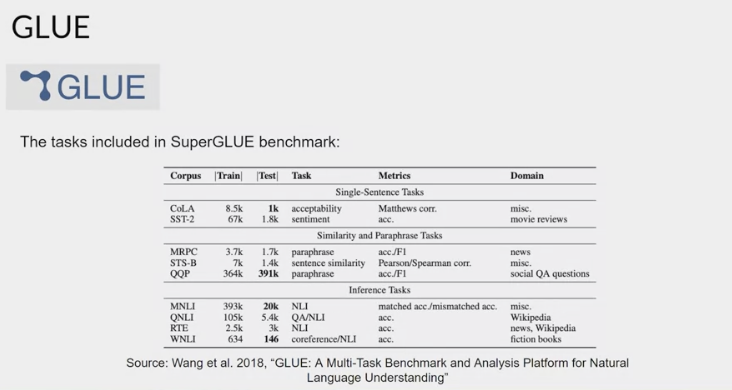 GLUE
GLUE
The tasks included in SuperGLUE benchmark:
Corpus |Train| |Test| Task Metrics Domain
Single-Sentence Tasks
CoLA 8.5k 1k acceptability Matthews corr. misc.
SST-2 67k 1.8k sentiment acc. movie reviews
Similarity and Paraphrase Tasks
MRPC 3.7k 1.7k paraphrase acc./F1 news
STS-B 7k 1.4k sentence similarity Pearson/Spearman corr. misc.
QQP 364k 391k paraphrase acc./F1 social QA questions
Inference Tasks
MNLI 393k 20k NLI matched acc./mismatched acc. misc.
QNLI 105k 5.4k QA/NLI acc. Wikipedia
RTE 2.5k 3k NLI acc. news, Wikipedia
WNLI 634 146 coreference/NLI acc. fiction books
Source: Wang et al. 2018, “GLUE: A Multi-Task Benchmark and Analysis Platform for Natural
Language Understanding”